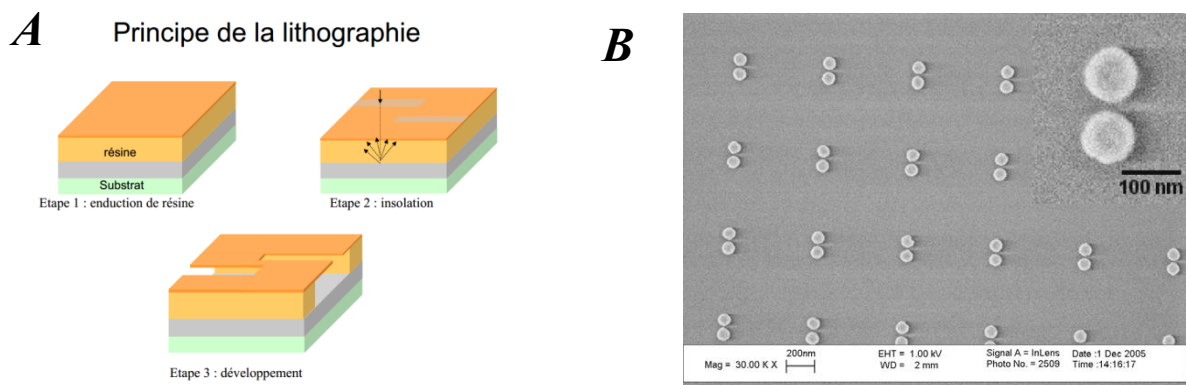 A
Principe de la lithographie
résine
Substrat
Etape 1 : enduction de résine
Etape 2 : insolation
Etape 3 : développement
B
100 nm
Mag = 30.00 K X
200nm
EHT = 1.00 kV
WD = 2 mm
Signal A = InLens
Photo No. = 2509
Date :1 Dec 2005
Time :14:16:17